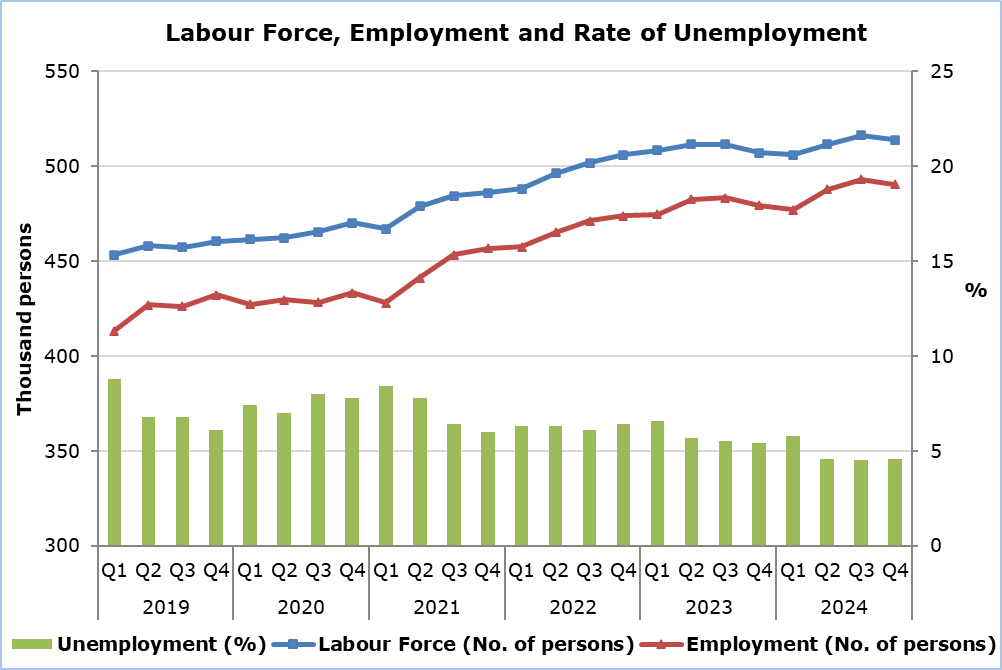 Labour Force, Employment and Rate of Unemployment
550
500
450
400
350
300
Thousand persons
25
20
15
10
5
0
%
Q1 Q2 Q3 Q4 Q1 Q2 Q3 Q4 Q1 Q2 Q3 Q4 Q1 Q2 Q3 Q4 Q1 Q2 Q3 Q4 Q1 Q2 Q3 Q4
2019 2020 2021 2022 2023 2024
Unemployment (%) Labour Force (No. of persons) Employment (No. of persons)